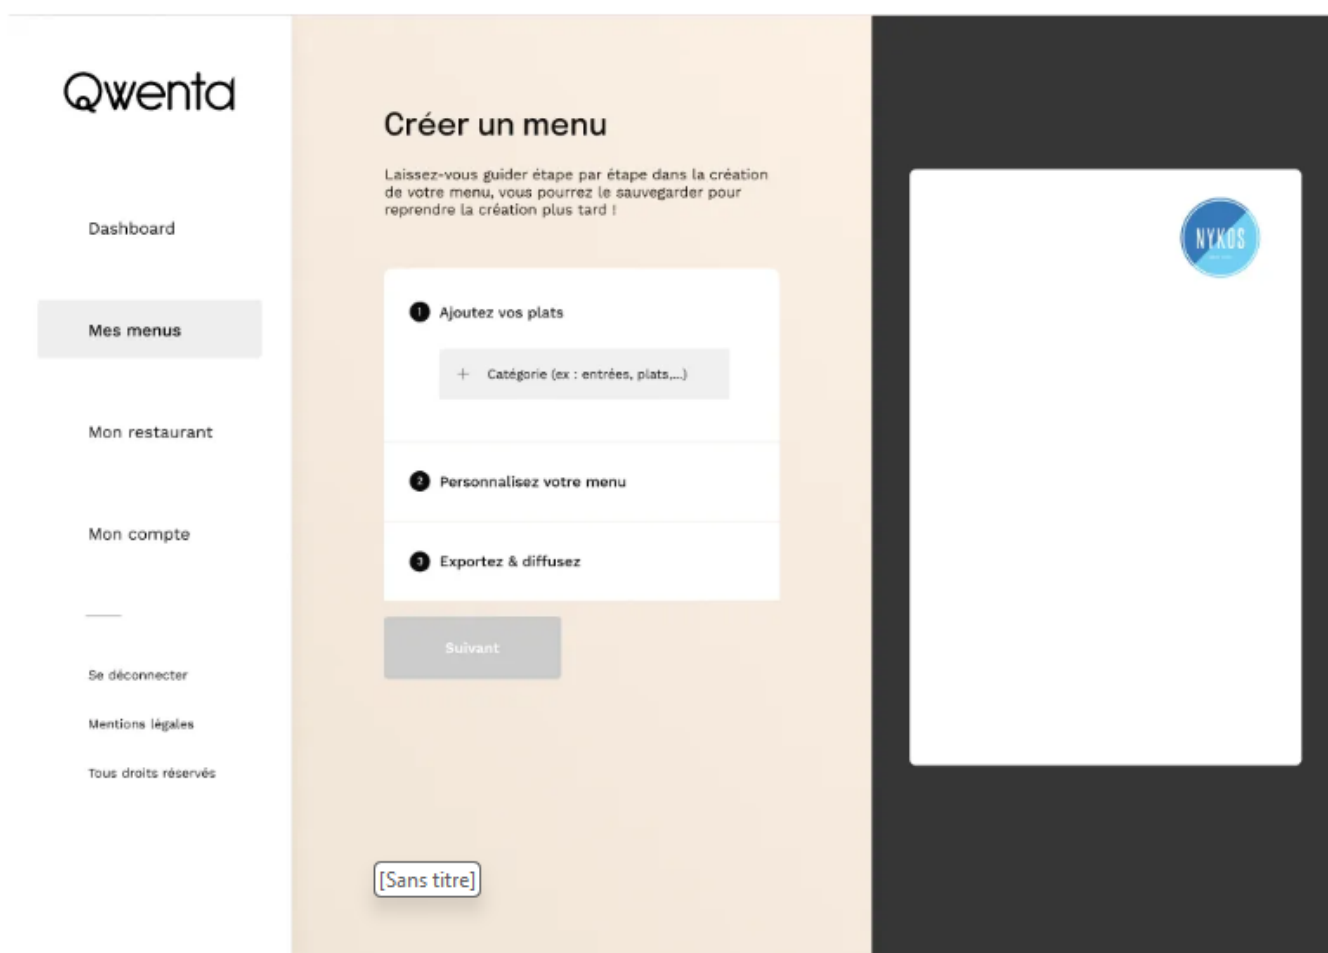 Qwenta
Dashboard
Mes menus
Mon restaurant
Mon compte
Se déconnecter
Mentions légales
Tous droits réservés
Créer un menu
Laissez-vous guider étape par étape dans la création
de votre menu, vous pourrez le sauvegarder pour
reprendre la création plus tard !
1 Ajoutez vos plats
+ Catégorie (ex : entrées, plats,...)
2 Personnalisez votre menu
3 Exportez & diffusez
Suivant
[Sans titre]
NYKOS